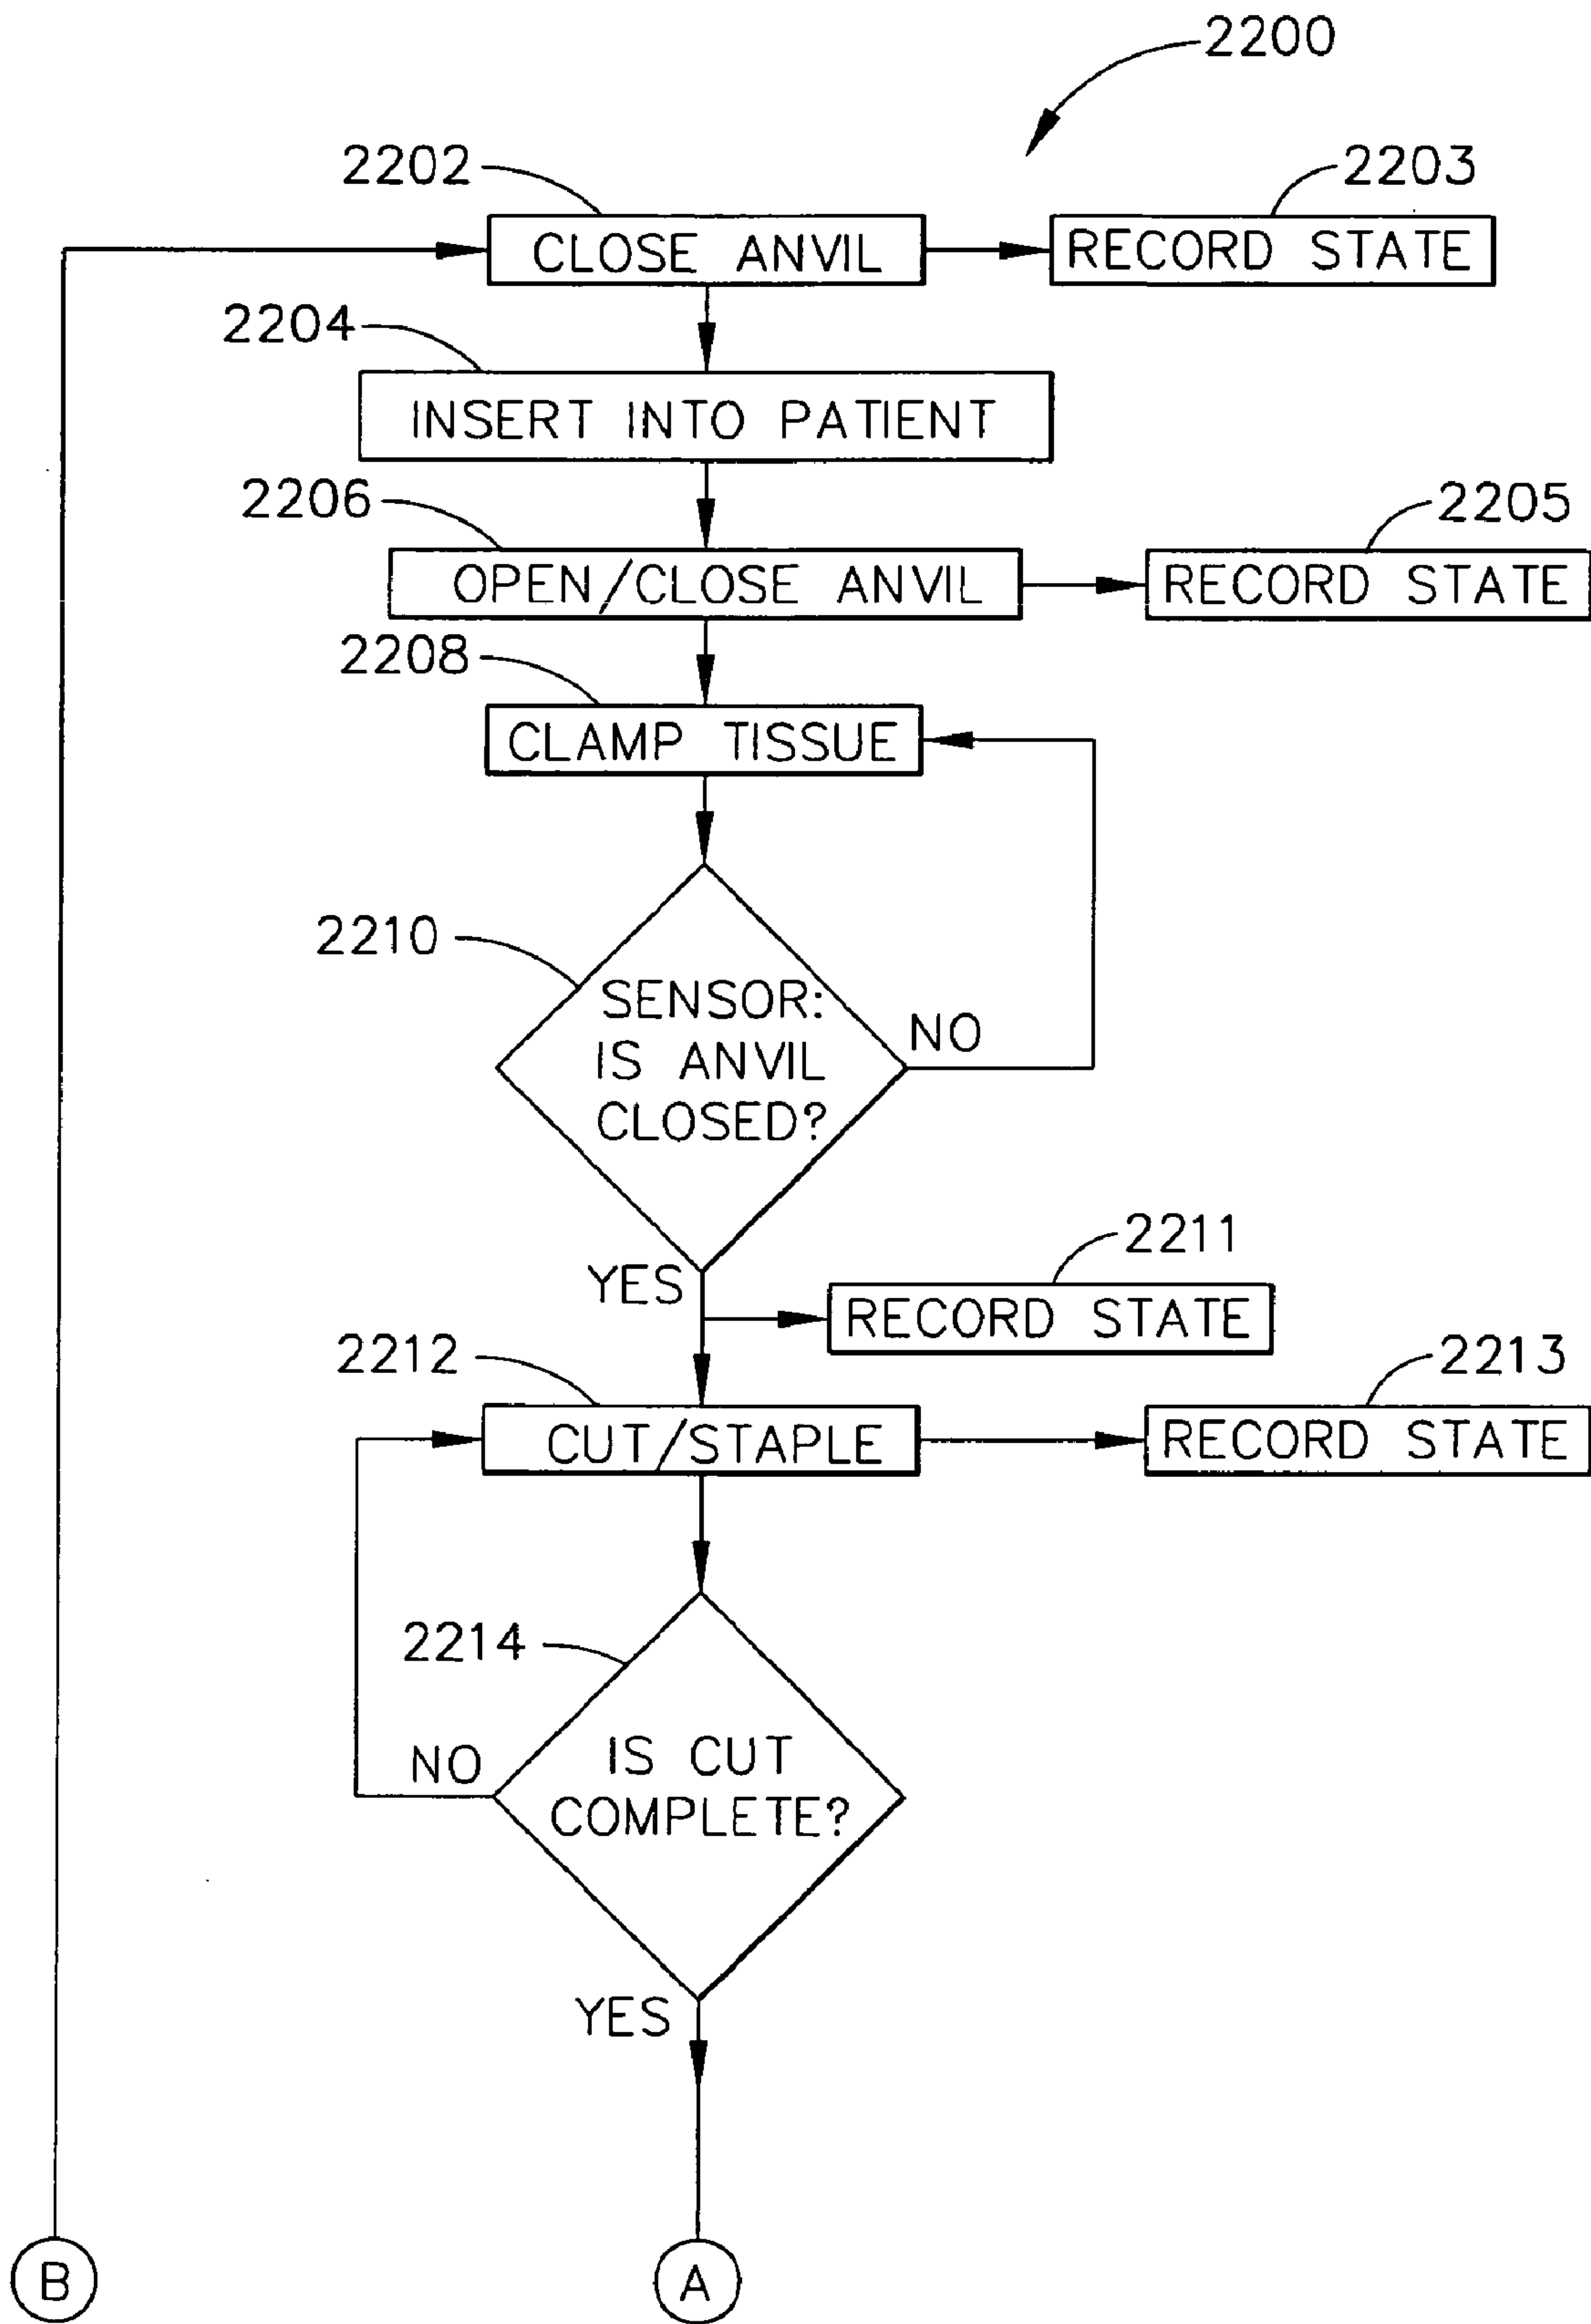 2200
2202
2203
CLOSE ANVIL
RECORD STATE
2204
INSERT INTO PATIENT
2206
2205
OPEN/CLOSE ANVIL
RECORD STATE
2208
CLAMP TISSUE
2210
SENSOR:
IS ANVIL
CLOSED?
NO
YES
2211
RECORD STATE
2212
2213
CUT/STAPLE
RECORD STATE
2214
IS CUT
COMPLETE?
NO
YES
B
A